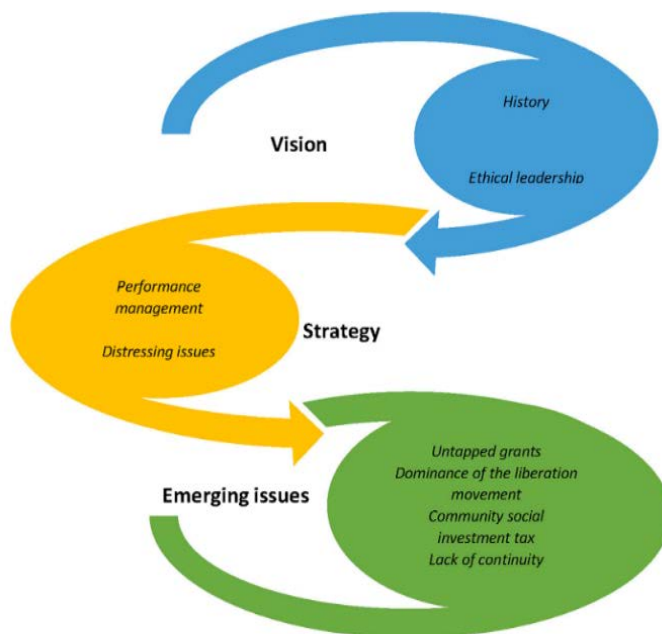 History
Vision
Ethical leadership
Performance
management
Strategy
Distressing issues
Untapped grants
Dominance of the liberation
movement
Emerging issues
Community social
investment tax
Lack of continuity